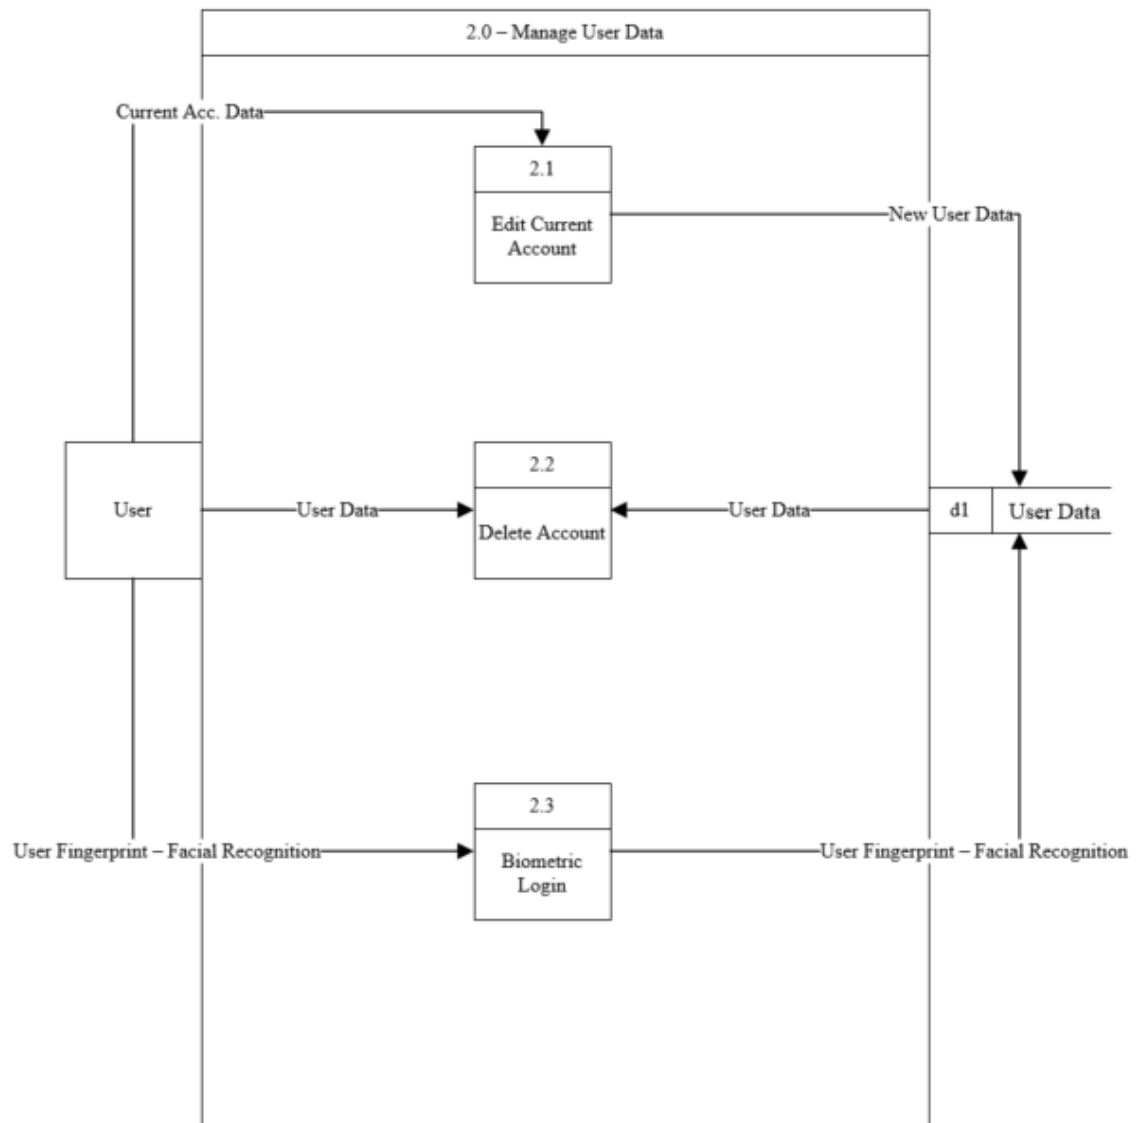 2.0 – Manage User Data
Current Acc. Data
2.1
Edit Current
Account
New User Data
User
User Data
2.2
Delete Account
User Data
d1
User Data
2.3
Biometric
Login
User Fingerprint – Facial Recognition
User Fingerprint – Facial Recognition